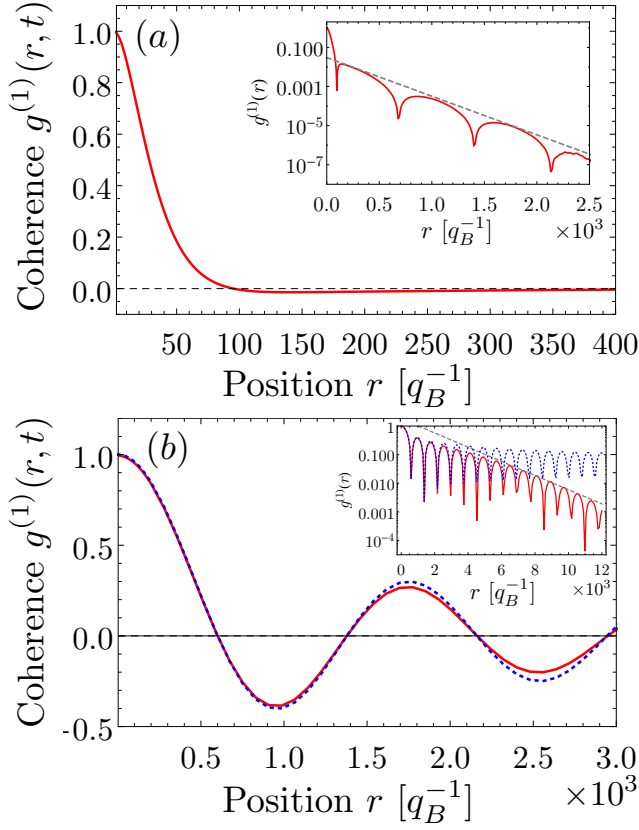 (a)
Coherence g^{(1)}(r, t)
1.0
0.8
0.6
0.4
0.2
0.0
50 100 150 200 250 300 350 400
Position r [q_B^{-1}]
g^{(1)}(r)
0.100
0.001
10^{-5}
10^{-7}
0.0 0.5 1.0 1.5 2.0 2.5
r [q_B^{-1}] ×10^3
(b)
Coherence g^{(1)}(r, t)
1.0
0.5
0.0
-0.5
0.5 1.0 1.5 2.0 2.5 3.0
Position r [q_B^{-1}] ×10^3
g^{(1)}(r)
1
0.100
0.010
0.001
10^{-4}
0 2 4 6 8 10 12
r [q_B^{-1}] ×10^3